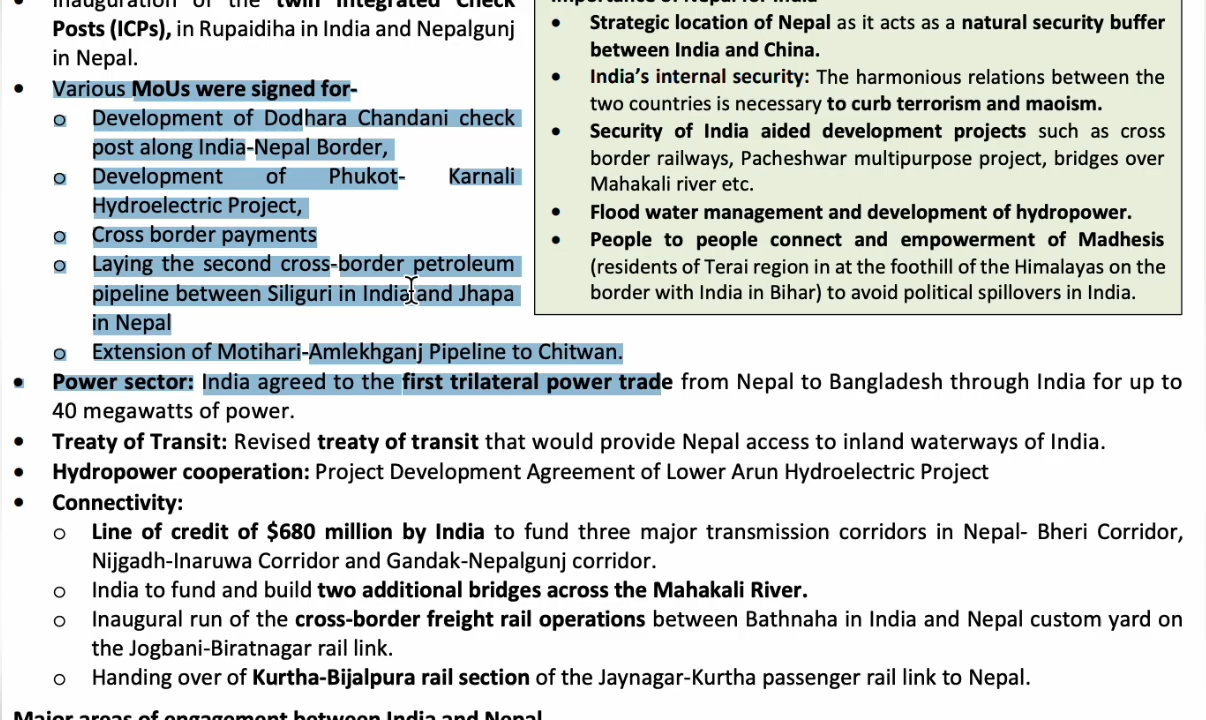 • Inauguration of the twin Integrated Check
Posts (ICPs), in Rupaidiha in India and Nepalgunj
in Nepal.
• Various MoUs were signed for-
o Development of Dodhara Chandani check
post along India-Nepal Border,
o Development of Phukot- Karnali
Hydroelectric Project,
o Cross border payments
o Laying the second cross-border petroleum
pipeline between Siliguri in India and Jhapa
in Nepal
o Extension of Motihari-Amlekhganj Pipeline to Chitwan.
Importance of Nepal for India
• Strategic location of Nepal as it acts as a natural security buffer
between India and China.
• India's internal security: The harmonious relations between the
two countries is necessary to curb terrorism and maoism.
• Security of India aided development projects such as cross
border railways, Pacheshwar multipurpose project, bridges over
Mahakali river etc.
• Flood water management and development of hydropower.
• People to people connect and empowerment of Madhesis
(residents of Terai region in at the foothill of the Himalayas on the
border with India in Bihar) to avoid political spillovers in India.
• Power sector: India agreed to the first trilateral power trade from Nepal to Bangladesh through India for up to
40 megawatts of power.
• Treaty of Transit: Revised treaty of transit that would provide Nepal access to inland waterways of India.
• Hydropower cooperation: Project Development Agreement of Lower Arun Hydroelectric Project
• Connectivity:
o Line of credit of $680 million by India to fund three major transmission corridors in Nepal- Bheri Corridor,
Nijgadh-Inaruwa Corridor and Gandak-Nepalgunj corridor.
o India to fund and build two additional bridges across the Mahakali River.
o Inaugural run of the cross-border freight rail operations between Bathnaha in India and Nepal custom yard on
the Jogbani-Biratnagar rail link.
o Handing over of Kurtha-Bijalpura rail section of the Jaynagar-Kurtha passenger rail link to Nepal.
Major areas of engagement between India and Nepal